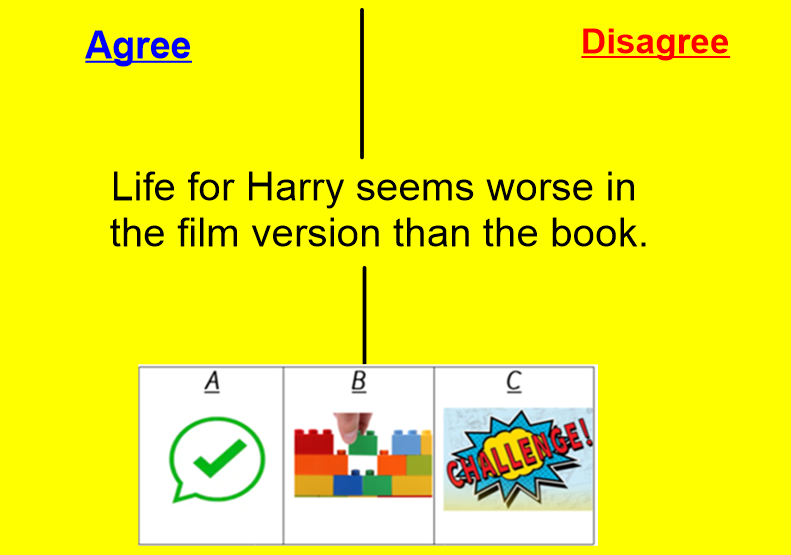 Agree
Disagree
Life for Harry seems worse in
the film version than the book.
A
B
C
CHALLENGE!